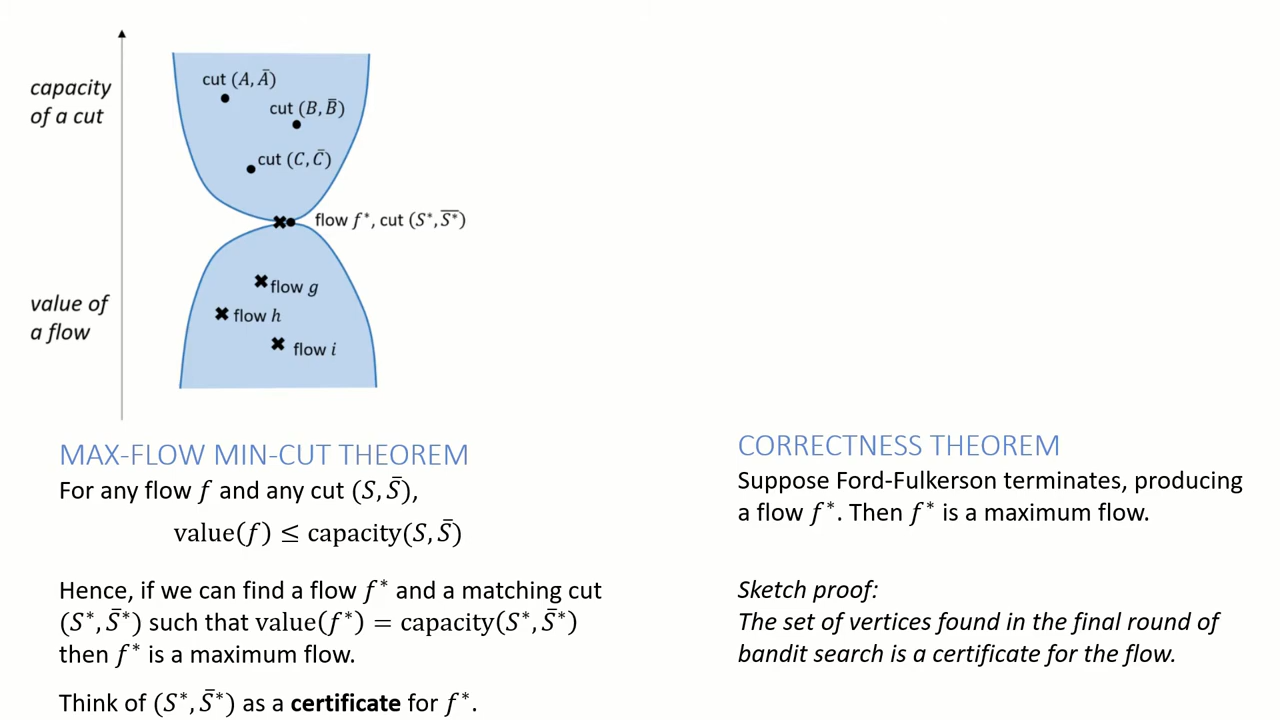 capacity
of a cut
cut (A, Ā)
cut (B, B̄)
cut (C, C̄)
flow f*, cut (S*, S̄*)
value of
a flow
flow g
flow h
flow i
MAX-FLOW MIN-CUT THEOREM
For any flow f and any cut (S, S̄),
value(f) ≤ capacity(S, S̄)
Hence, if we can find a flow f* and a matching cut
(S*, S̄*) such that value(f*) = capacity(S*, S̄*)
then f* is a maximum flow.
Think of (S*, S̄*) as a certificate for f*.
CORRECTNESS THEOREM
Suppose Ford-Fulkerson terminates, producing
a flow f*. Then f* is a maximum flow.
Sketch proof:
The set of vertices found in the final round of
bandit search is a certificate for the flow.